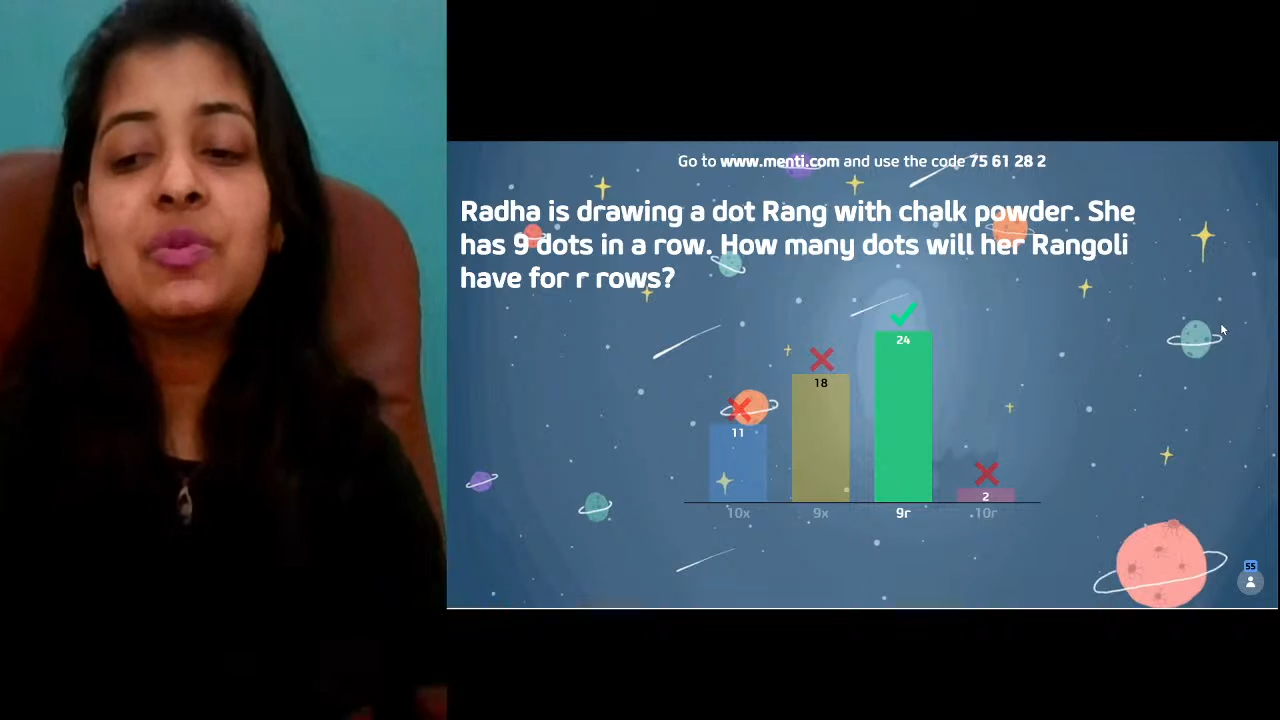 Go to www.menti.com and use the code 75 61 28 2
Radha is drawing a dot Rang with chalk powder. She
has 9 dots in a row. How many dots will her Rangoli
have for r rows?
24
18
11
2
10x 9x 9r 10r
55